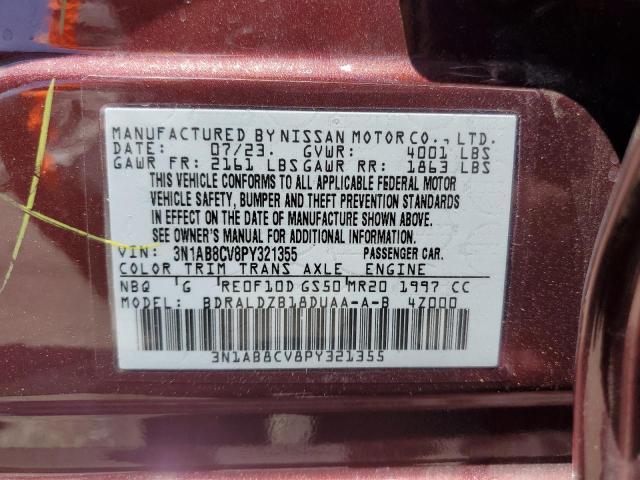 MANUFACTURED BY NISSAN MOTOR CO., LTD.
DATE: 07/23. GVWR: 4001 LBS
GAWR FR: 2161 LBS GAWR RR: 1863 LBS
THIS VEHICLE CONFORMS TO ALL APPLICABLE FEDERAL MOTOR
VEHICLE SAFETY, BUMPER AND THEFT PREVENTION STANDARDS
IN EFFECT ON THE DATE OF MANUFACTURE SHOWN ABOVE.
SEE OWNER'S MANUAL FOR ADDITIONAL INFORMATION.
VIN: 3N1AB8CV8PY321355 PASSENGER CAR.
COLOR TRIM TRANS AXLE ENGINE
NBQ G RE0F10D GS50 MR20 1997 CC
MODEL: BDRALDZB18DUAA-A-B 4Z000
3N1AB8CV8PY321355